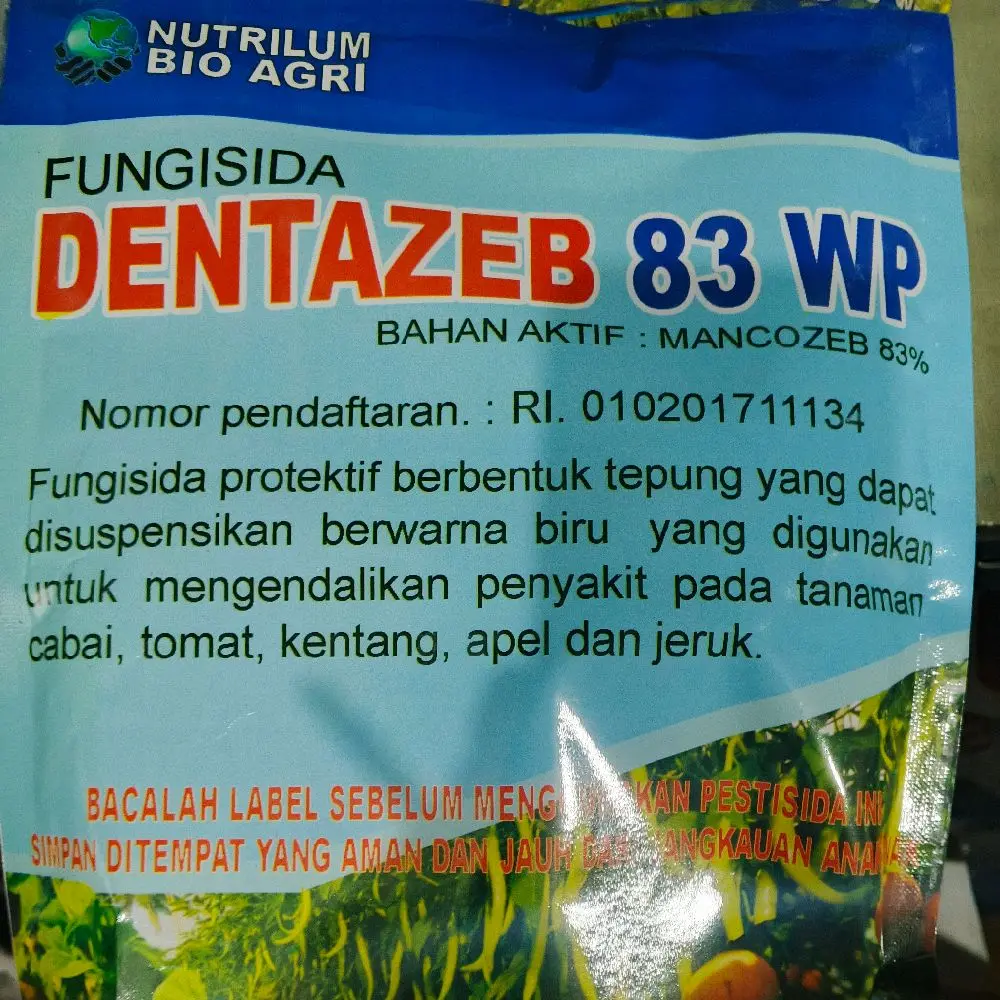 NUTRILUM
BIO AGRI
FUNGISIDA
DENTAZEB 83 WP
BAHAN AKTIF : MANCOZEB 83%
Nomor pendaftaran. : RI. 010201711134
Fungisida protektif berbentuk tepung yang dapat
disuspensikan berwarna biru yang digunakan
untuk mengendalikan penyakit pada tanaman
cabai, tomat, kentang, apel dan jeruk.
BACALAH LABEL SEBELUM PESTISIDA INI
SIMPAN DITEMPAT YANG AMAN DAN JAUH